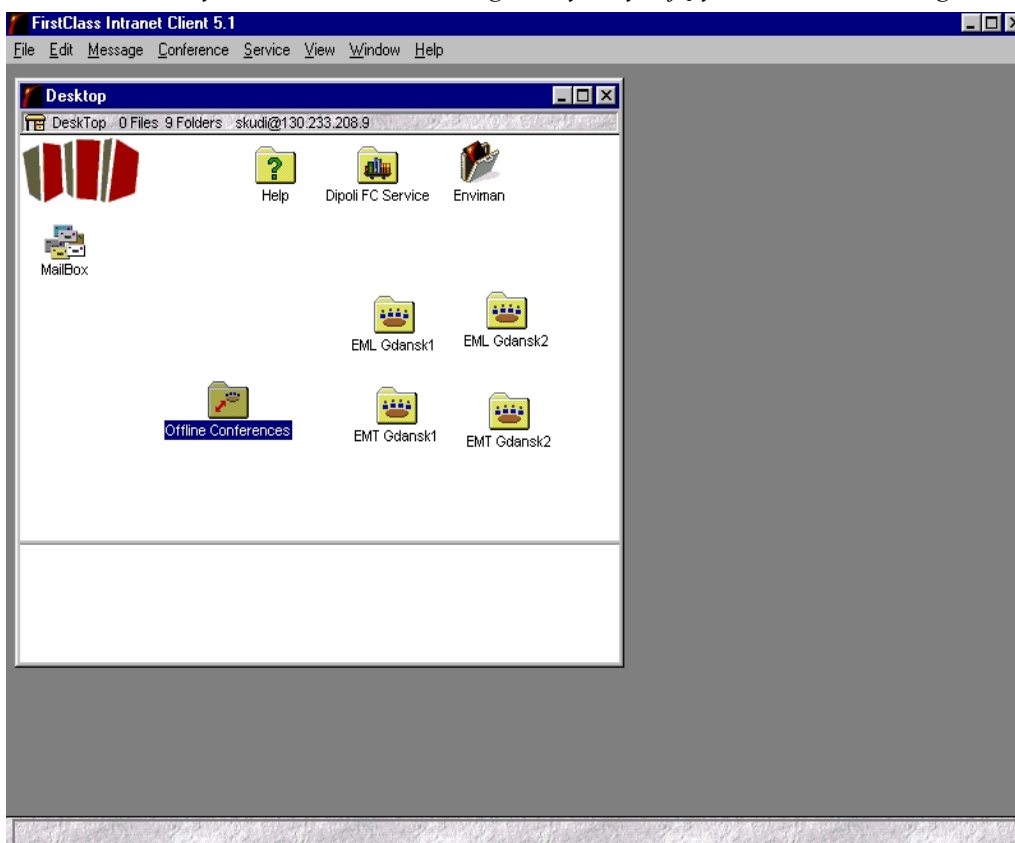 FirstClass Intranet Client 5.1
File Edit Message Conference Service View Window Help
Desktop
DeskTop 0 Files 9 Folders skudi@130.233.208.9
Help Dipoli FC Service Enviman
MailBox
EML Gdansk1 EML Gdansk2
Offline Conferences EMT Gdansk1 EMT Gdansk2